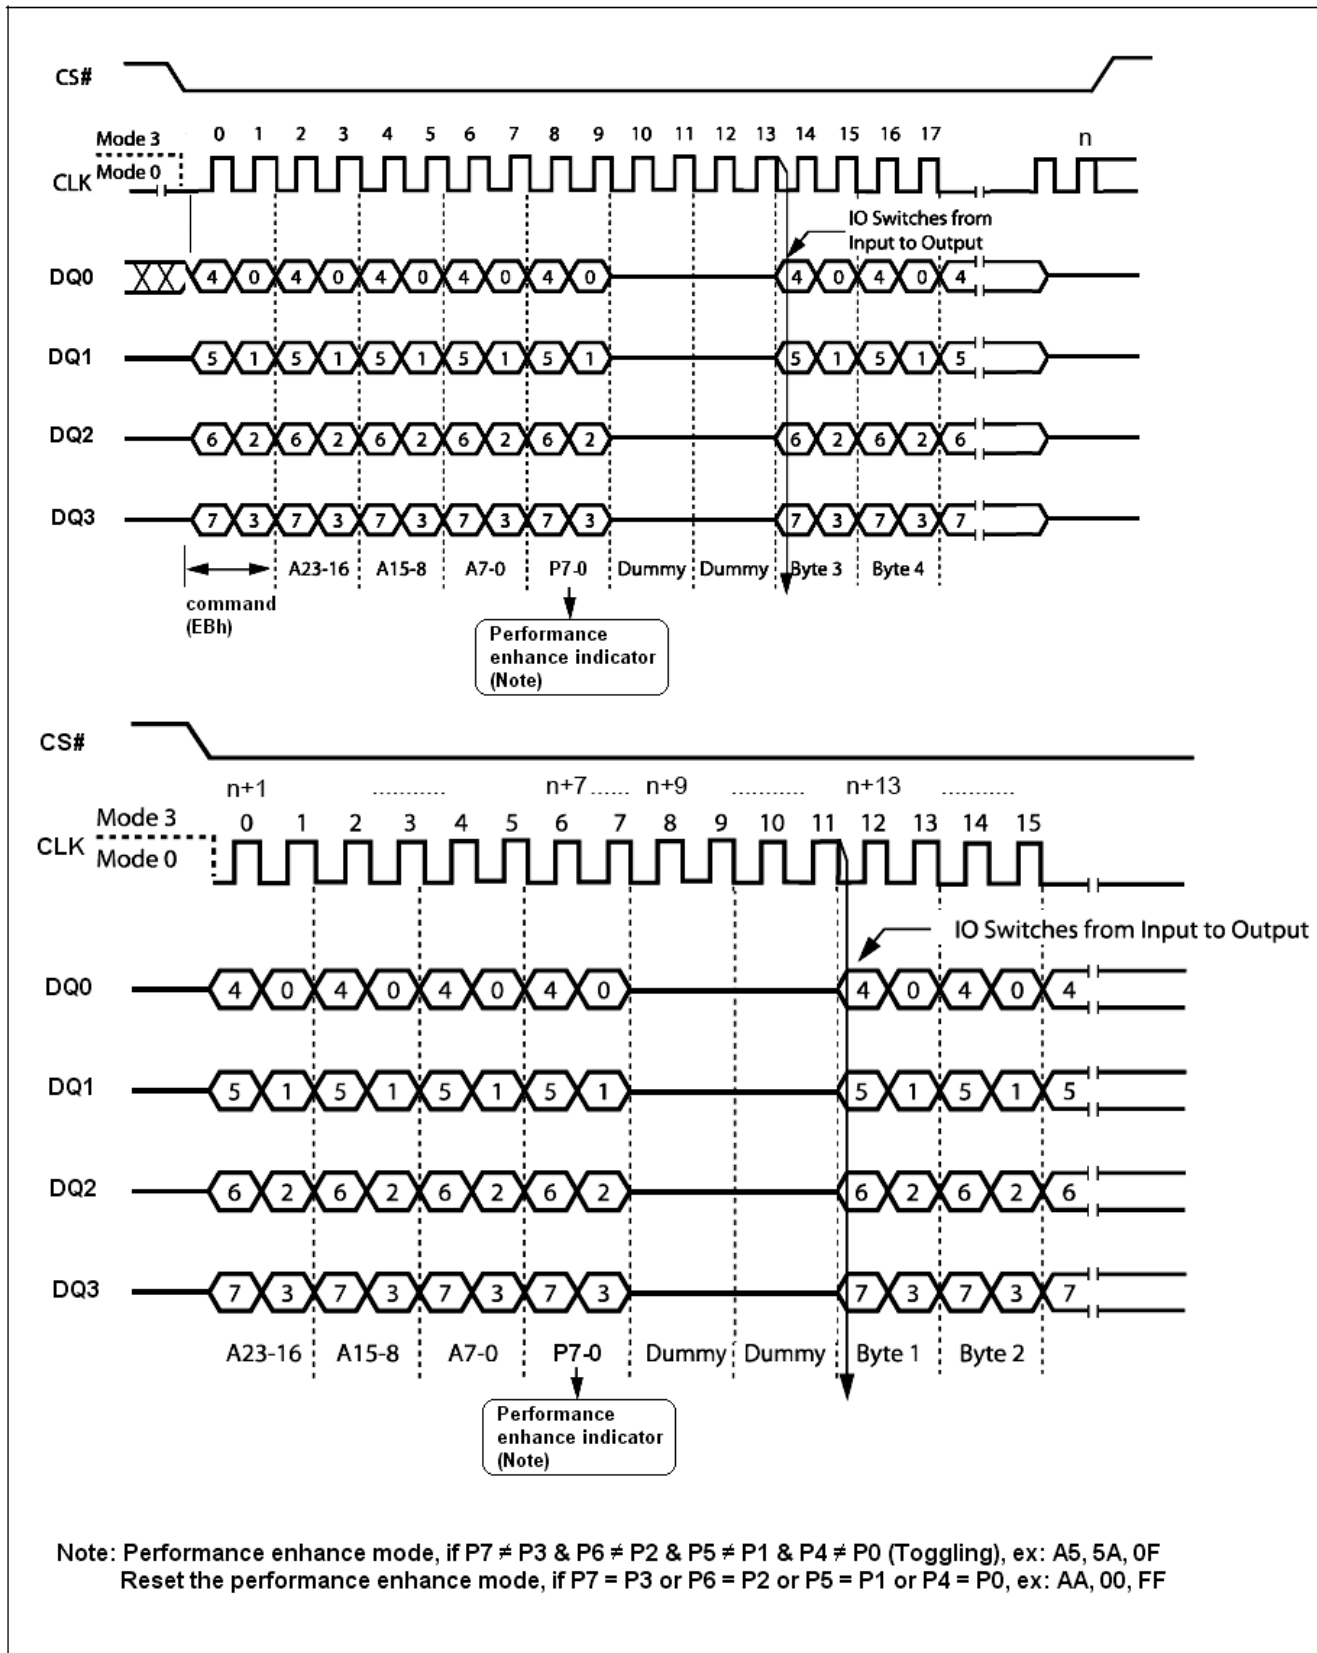 CS#
0 1 2 3 4 5 6 7 8 9 10 11 12 13 14 15 16 17 n
Mode 3
CLK Mode 0
IO Switches from
Input to Output
DQ0 4 0 4 0 4 0 4 0 4 0 4 0 4 0 4
DQ1 5 1 5 1 5 1 5 1 5 1 5 1 5 1 5
DQ2 6 2 6 2 6 2 6 2 6 2 6 2 6 2 6
DQ3 7 3 7 3 7 3 7 3 7 3 7 3 7 3 7
A23-16 A15-8 A7-0 P7-0 Dummy Dummy Byte 3 Byte 4
command
(EBh)
Performance
enhance indicator
(Note)
CS#
n+1 ........... n+7 ...... n+9 ........... n+13 ...........
Mode 3 0 1 2 3 4 5 6 7 8 9 10 11 12 13 14 15
CLK Mode 0
IO Switches from Input to Output
DQ0 4 0 4 0 4 0 4 0 4 0 4 0 4
DQ1 5 1 5 1 5 1 5 1 5 1 5 1 5
DQ2 6 2 6 2 6 2 6 2 6 2 6 2 6
DQ3 7 3 7 3 7 3 7 3 7 3 7 3 7
A23-16 A15-8 A7-0 P7-0 Dummy Dummy Byte 1 Byte 2
Performance
enhance indicator
(Note)
Note: Performance enhance mode, if P7 ≠ P3 & P6 ≠ P2 & P5 ≠ P1 & P4 ≠ P0 (Toggling), ex: A5, 5A, 0F
Reset the performance enhance mode, if P7 = P3 or P6 = P2 or P5 = P1 or P4 = P0, ex: AA, 00, FF